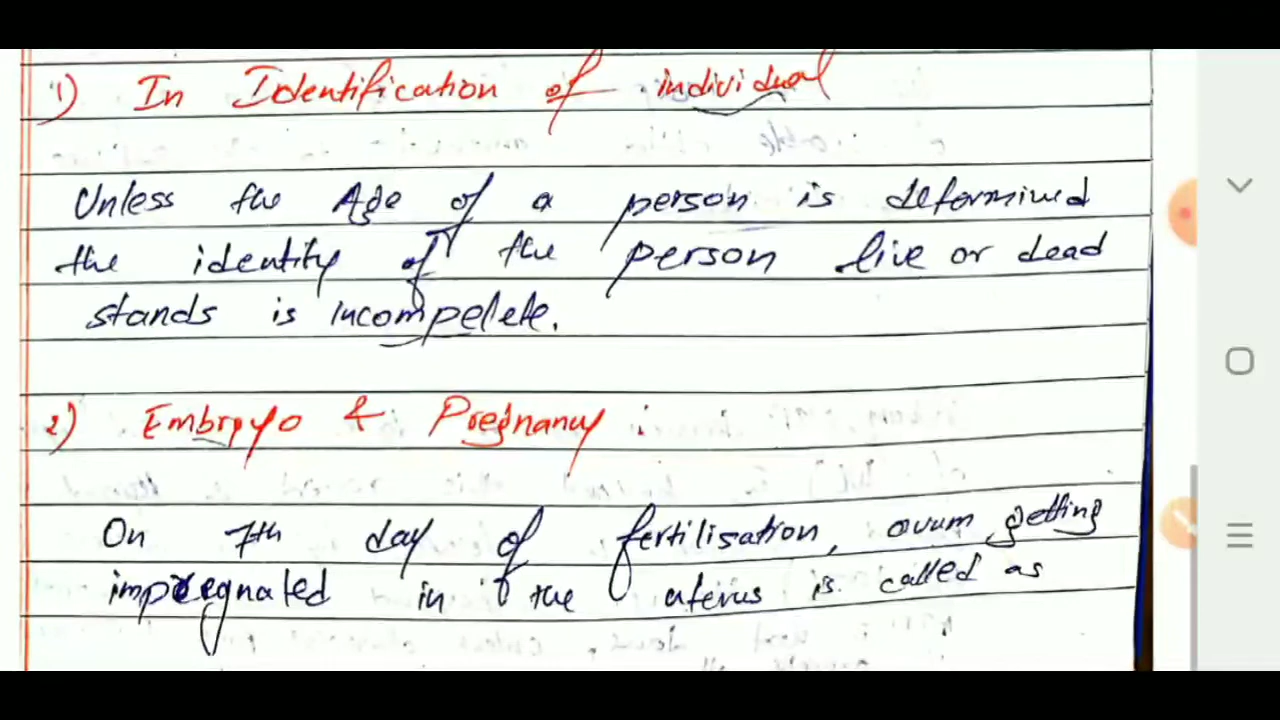 1) In Identification of individual
Unless the Age of a person is determined
the identity of the person live or dead
stands is incompelete.
2) Embryo & Pregnancy :
On 7th day of fertilisation, ovum getting
impregnated in the uterus is called as